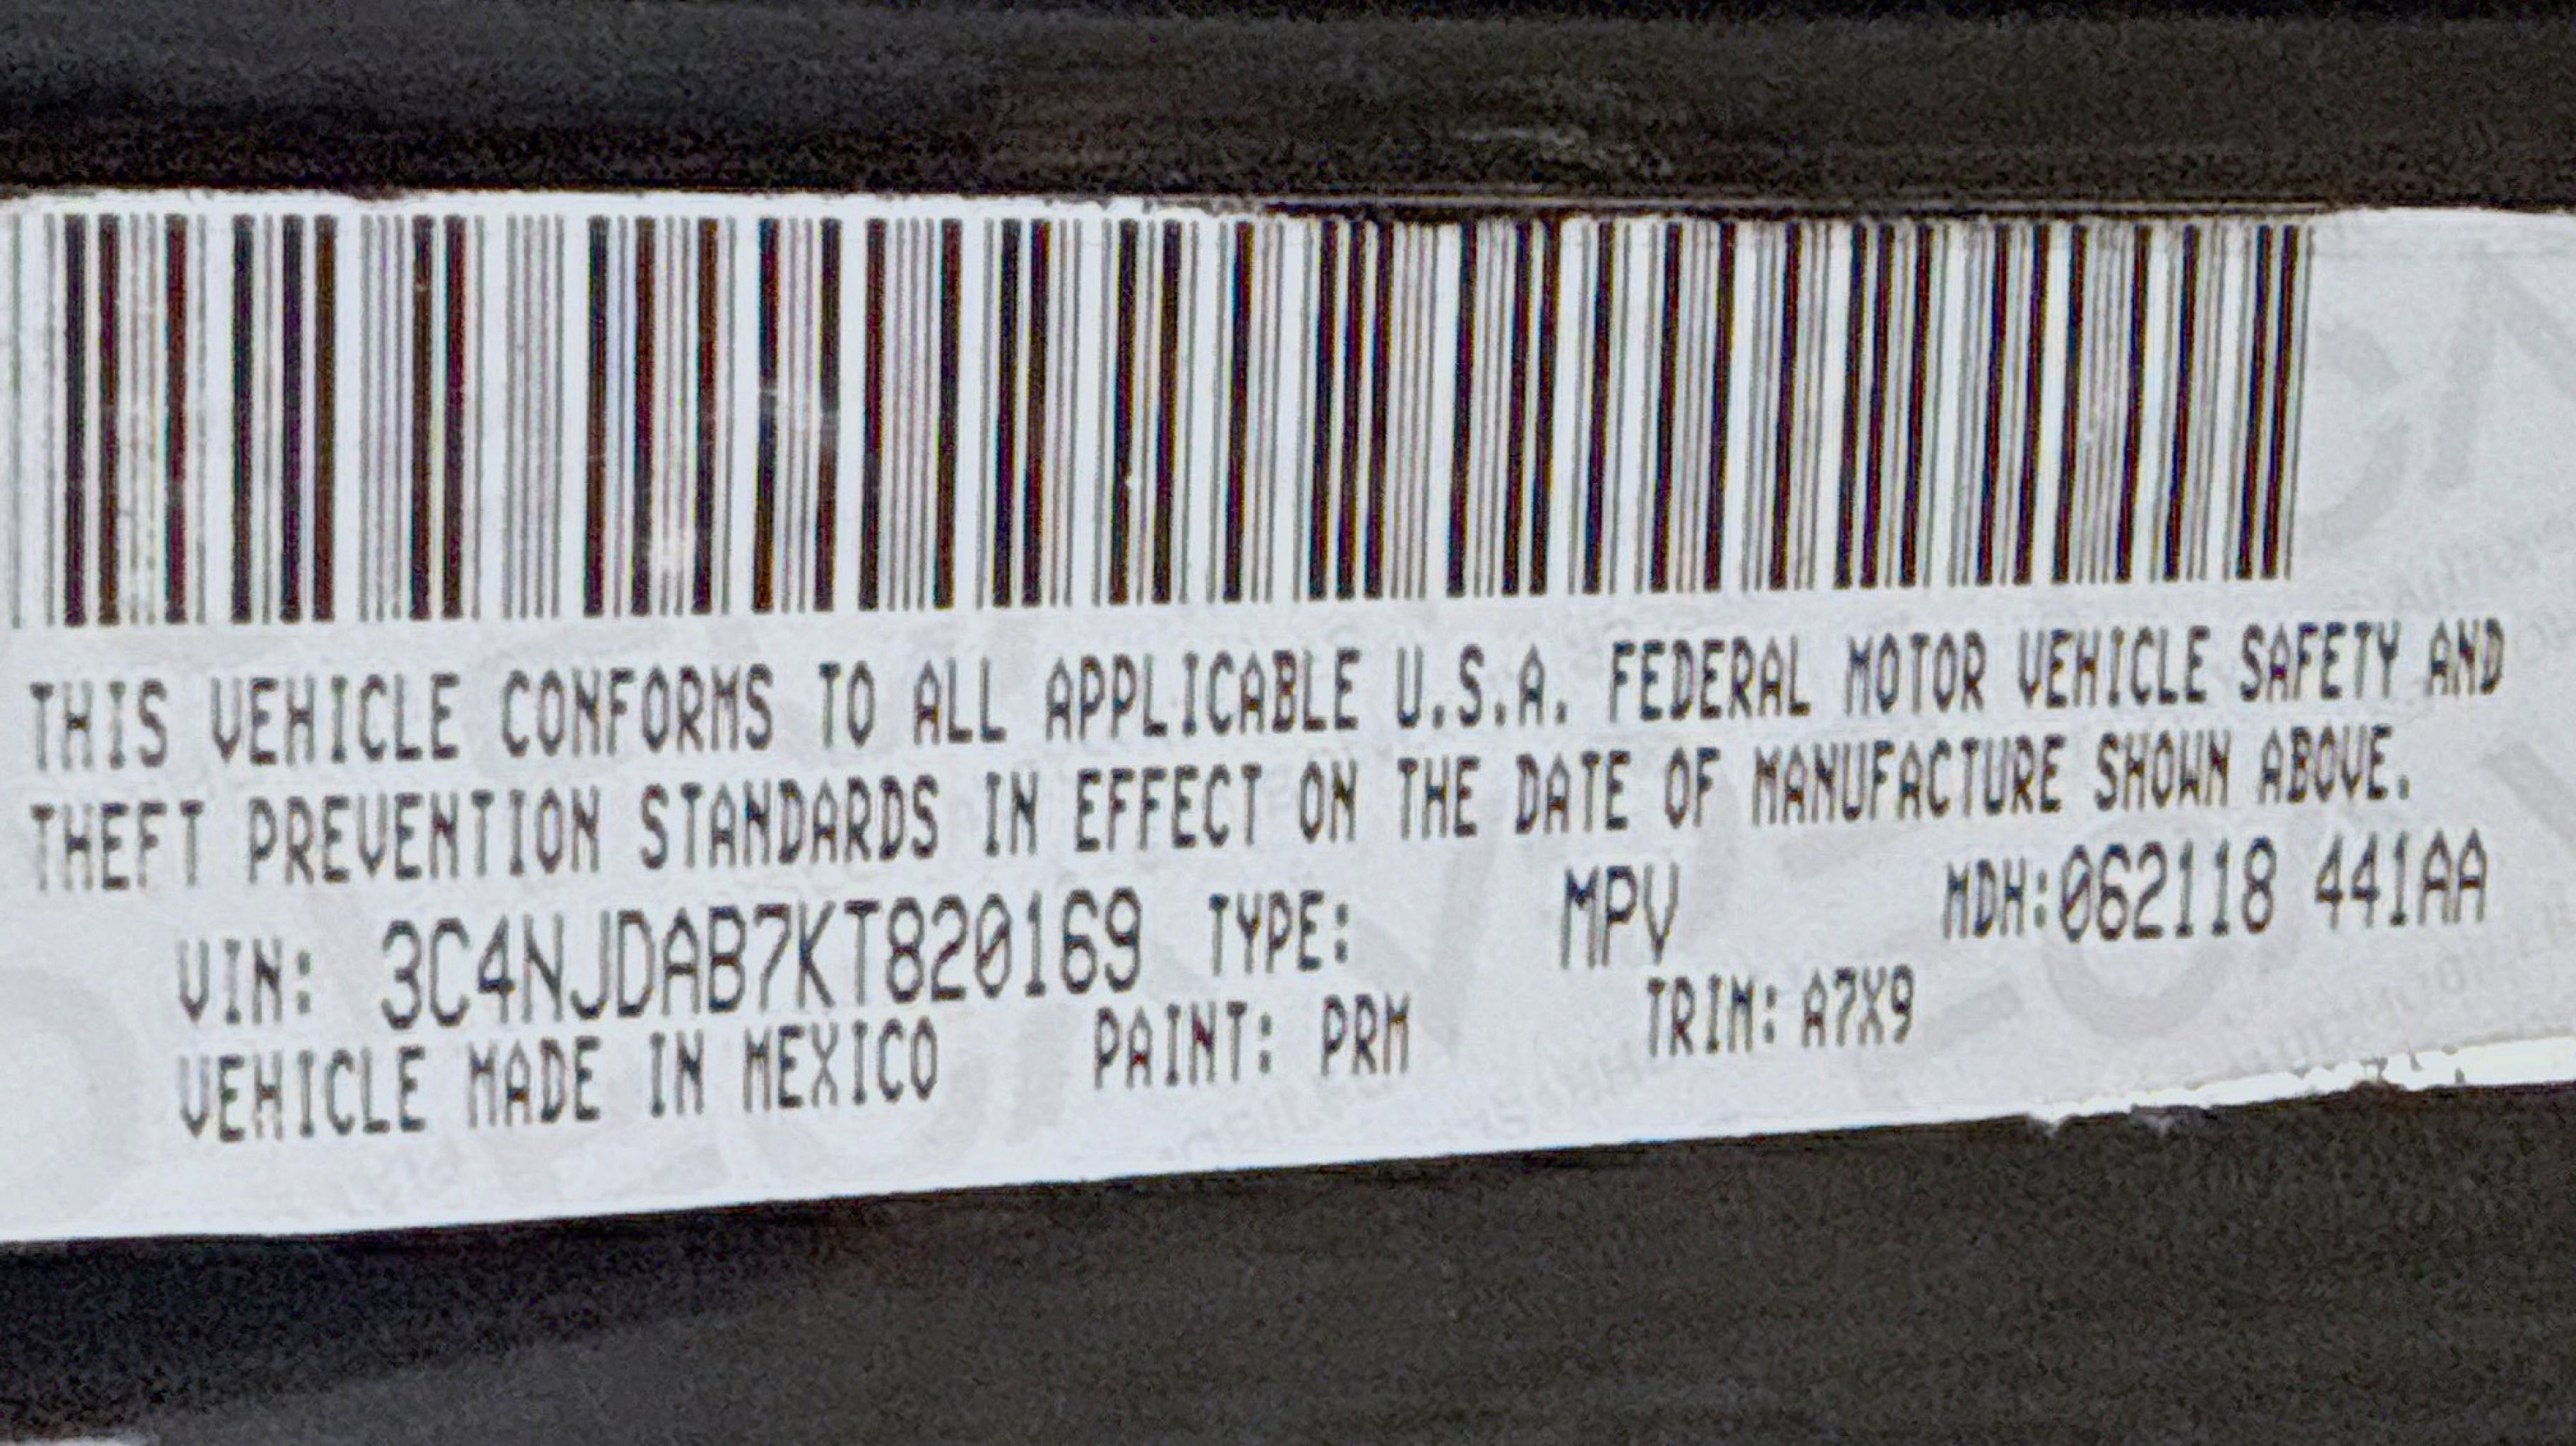 THIS VEHICLE CONFORMS TO ALL APPLICABLE U.S.A. FEDERAL MOTOR VEHICLE SAFETY AND
THEFT PREVENTION STANDARDS IN EFFECT ON THE DATE OF MANUFACTURE SHOWN ABOVE.
VIN: 3C4NJDAB7KT820169 TYPE: MPV MDH:062118 441AA
VEHICLE MADE IN MEXICO PAINT: PRM TRIM: A7X9